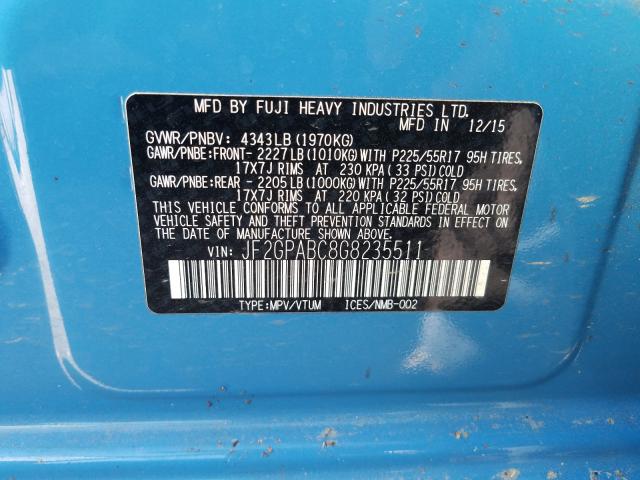 MFD BY FUJI HEAVY INDUSTRIES LTD.
MFD IN 12/15
GVWR/PNBV: 4343LB(1970KG)
GAWR/PNBE:FRONT- 2227LB(1010KG)WITH P225/55R17 95H TIRES,
17X7J RIMS AT 230 KPA(33 PSI)COLD
GAWR/PNBE:REAR - 2205LB(1000KG)WITH P225/55R17 95H TIRES,
17X7J RIMS AT 220 KPA(32 PSI)COLD
THIS VEHICLE CONFORMS TO ALL APPLICABLE FEDERAL MOTOR
VEHICLE SAFETY AND THEFT PREVENTION STANDARDS IN EFFECT ON
THE DATE OF MANUFACTURE SHOWN ABOVE.
VIN: JF2GPABC8G8235511
TYPE:MPV/VTUM ICES/NMB-002